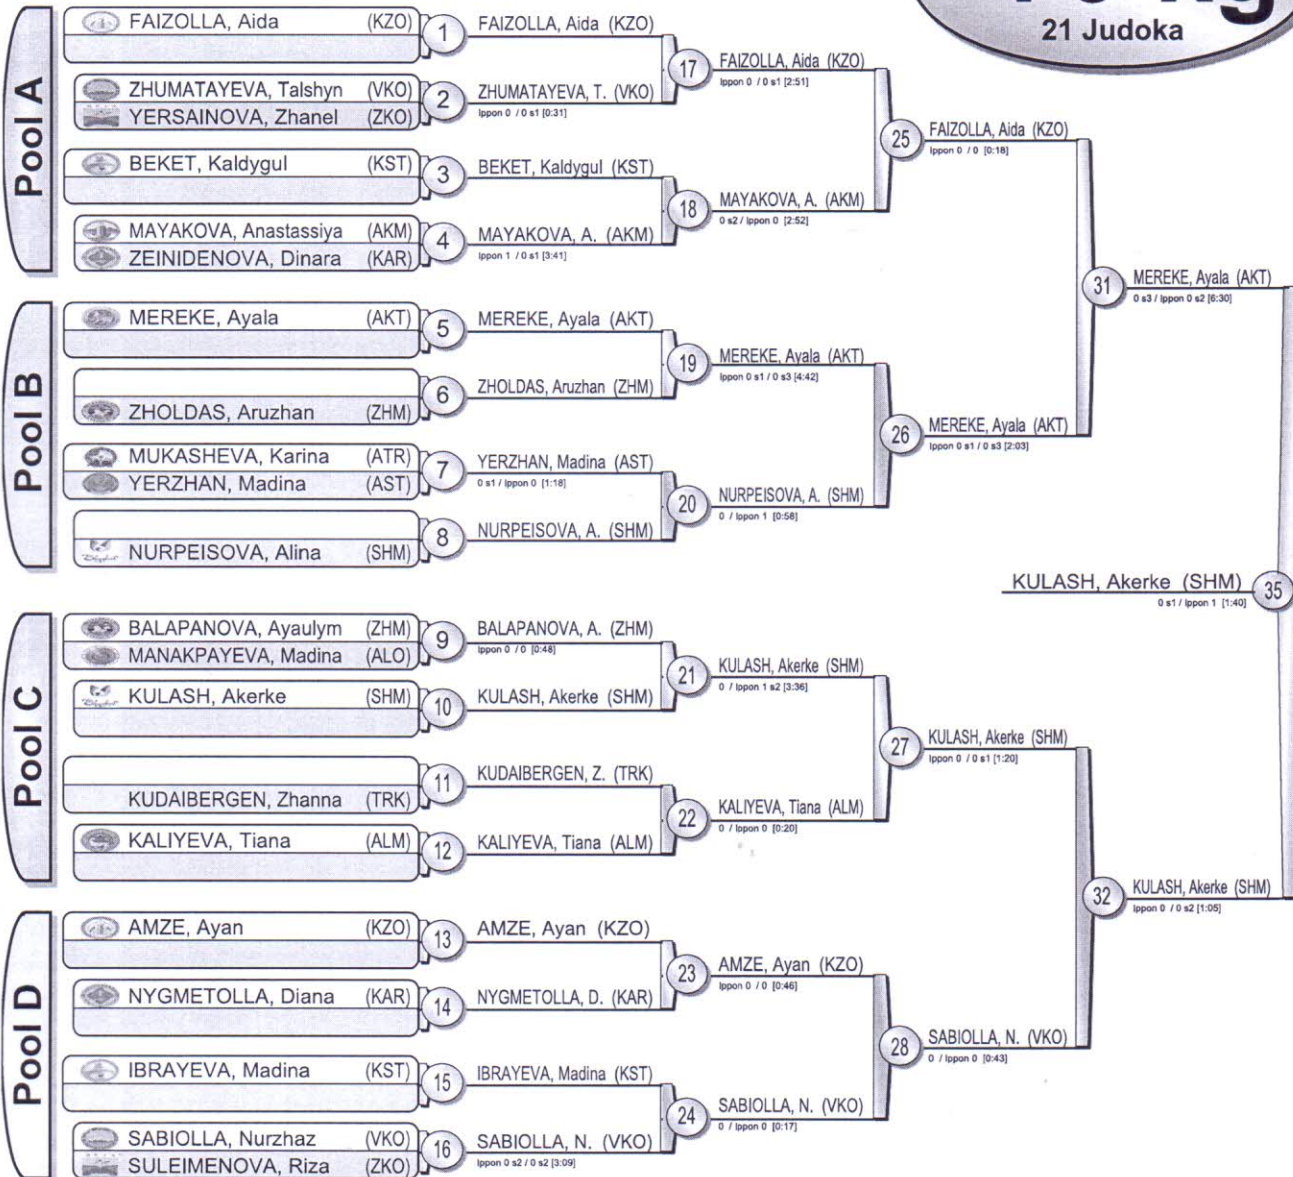 21 Judoka
Pool A
FAIZOLLA, Aida (KZO)
ZHUMATAYEVA, Talshyn (VKO)
YERSAINOVA, Zhanel (ZKO)
BEKET, Kaldygul (KST)
MAYAKOVA, Anastassiya (AKM)
ZEINIDENOVA, Dinara (KAR)
1 FAIZOLLA, Aida (KZO)
2 ZHUMATAYEVA, T. (VKO)
Ippon 0 / 0 s1 [0:31]
3 BEKET, Kaldygul (KST)
4 MAYAKOVA, A. (AKM)
Ippon 1 / 0 s1 [3:41]
17 FAIZOLLA, Aida (KZO)
Ippon 0 / 0 s1 [2:51]
18 MAYAKOVA, A. (AKM)
0 s2 / Ippon 0 [2:52]
25 FAIZOLLA, Aida (KZO)
Ippon 0 / 0 [0:18]
Pool B
MEREKE, Ayala (AKT)
ZHOLDAS, Aruzhan (ZHM)
MUKASHEVA, Karina (ATR)
YERZHAN, Madina (AST)
NURPEISOVA, Alina (SHM)
5 MEREKE, Ayala (AKT)
6 ZHOLDAS, Aruzhan (ZHM)
7 YERZHAN, Madina (AST)
0 s1 / Ippon 0 [1:18]
8 NURPEISOVA, A. (SHM)
19 MEREKE, Ayala (AKT)
Ippon 0 s1 / 0 s3 [4:42]
20 NURPEISOVA, A. (SHM)
0 / Ippon 1 [0:58]
26 MEREKE, Ayala (AKT)
Ippon 0 s1 / 0 s3 [2:03]
31 MEREKE, Ayala (AKT)
0 s3 / Ippon 0 s2 [6:30]
KULASH, Akerke (SHM) 35
0 s1 / Ippon 1 [1:40]
Pool C
BALAPANOVA, Ayaulym (ZHM)
MANAKPAYEVA, Madina (ALO)
KULASH, Akerke (SHM)
KUDAIBERGEN, Zhanna (TRK)
KALIYEVA, Tiana (ALM)
9 BALAPANOVA, A. (ZHM)
Ippon 0 / 0 [0:48]
10 KULASH, Akerke (SHM)
11 KUDAIBERGEN, Z. (TRK)
12 KALIYEVA, Tiana (ALM)
21 KULASH, Akerke (SHM)
0 / Ippon 1 s2 [3:36]
22 KALIYEVA, Tiana (ALM)
0 / Ippon 0 [0:20]
27 KULASH, Akerke (SHM)
Ippon 0 / 0 s1 [1:20]
Pool D
AMZE, Ayan (KZO)
NYGMETOLLA, Diana (KAR)
IBRAYEVA, Madina (KST)
SABIOLLA, Nurzhaz (VKO)
SULEIMENOVA, Riza (ZKO)
13 AMZE, Ayan (KZO)
14 NYGMETOLLA, D. (KAR)
15 IBRAYEVA, Madina (KST)
16 SABIOLLA, N. (VKO)
Ippon 0 s2 / 0 s2 [3:09]
23 AMZE, Ayan (KZO)
Ippon 0 / 0 [0:46]
24 SABIOLLA, N. (VKO)
0 / Ippon 0 [0:17]
28 SABIOLLA, N. (VKO)
0 / Ippon 0 [0:43]
32 KULASH, Akerke (SHM)
Ippon 0 / 0 s2 [1:05]